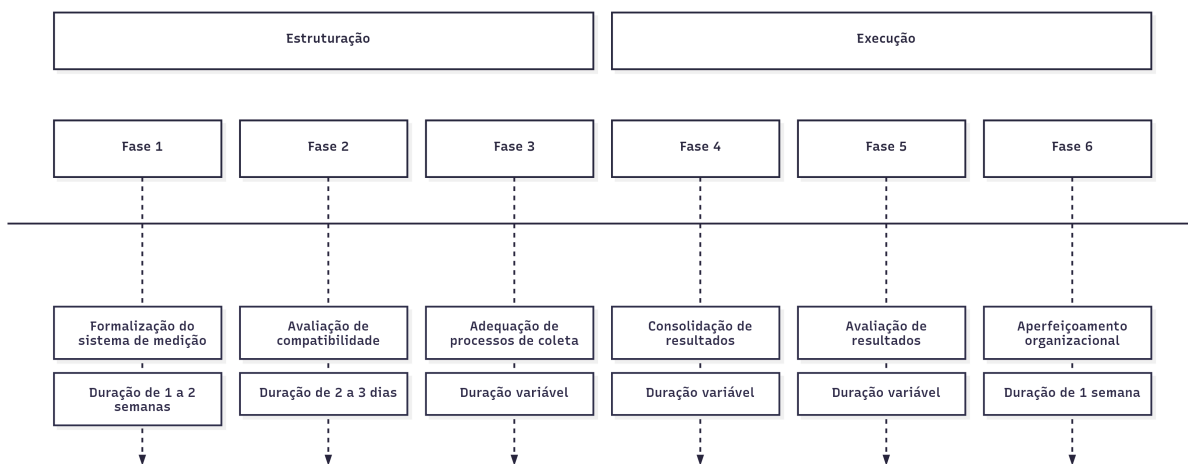 Estruturação
Execução
Fase 1
Fase 2
Fase 3
Fase 4
Fase 5
Fase 6
Formalização do
sistema de medição
Avaliação de
compatibilidade
Adequação de
processos de coleta
Consolidação de
resultados
Avaliação de
resultados
Aperfeiçoamento
organizacional
Duração de 1 a 2
semanas
Duração de 2 a 3 dias
Duração variável
Duração variável
Duração variável
Duração de 1 semana